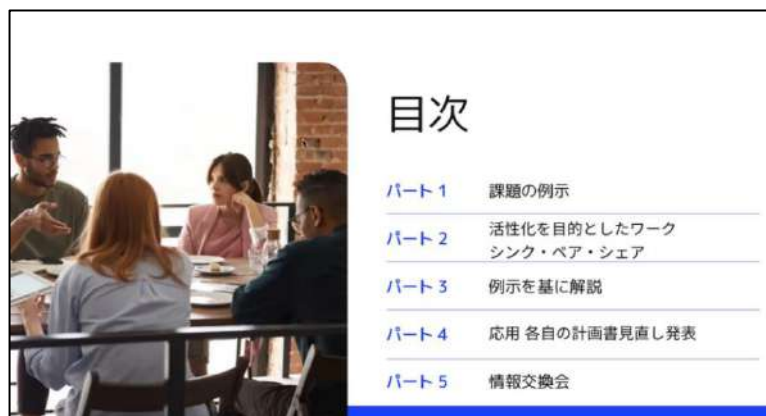 目次
パート 1 課題の例示
パート 2 活性化を目的としたワーク
シンク・ペア・シェア
パート 3 例示を基に解説
パート 4 応用 各自の計画書見直し発表
パート 5 情報交換会